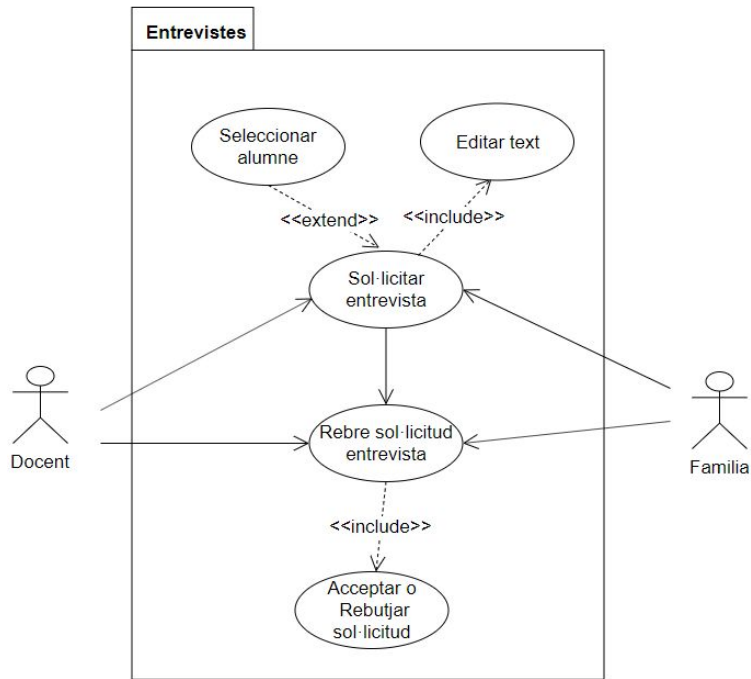 Entrevistes
Seleccionar
alumne
Editar text
<<extend>>
<<include>>
Sol·licitar
entrevista
Rebre sol·licitud
entrevista
Docent
Familia
<<include>>
Acceptar o
Rebutjar
sol·licitud